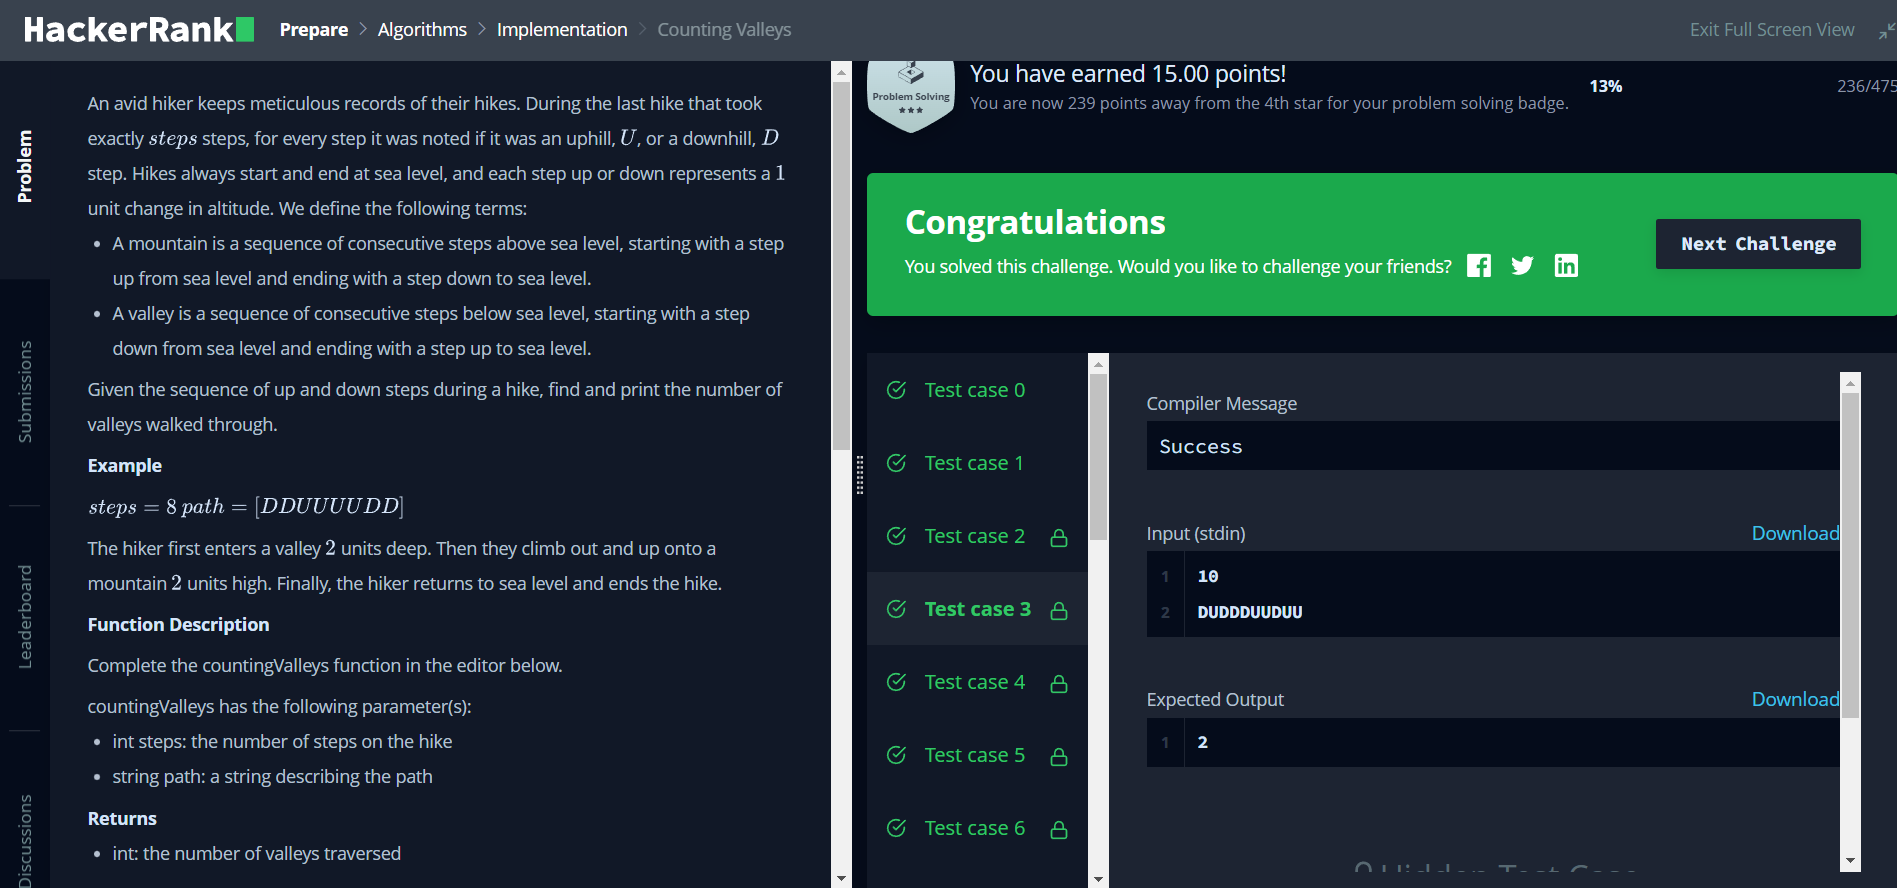 HackerRank
Prepare > Algorithms > Implementation > Counting Valleys
Exit Full Screen View
Problem
Submissions
Leaderboard
Discussions
An avid hiker keeps meticulous records of their hikes. During the last hike that took
exactly steps steps, for every step it was noted if it was an uphill, U, or a downhill, D
step. Hikes always start and end at sea level, and each step up or down represents a 1
unit change in altitude. We define the following terms:
• A mountain is a sequence of consecutive steps above sea level, starting with a step
up from sea level and ending with a step down to sea level.
• A valley is a sequence of consecutive steps below sea level, starting with a step
down from sea level and ending with a step up to sea level.
Given the sequence of up and down steps during a hike, find and print the number of
valleys walked through.
Example
steps = 8 path = [DDUUUUDD]
The hiker first enters a valley 2 units deep. Then they climb out and up onto a
mountain 2 units high. Finally, the hiker returns to sea level and ends the hike.
Function Description
Complete the countingValleys function in the editor below.
countingValleys has the following parameter(s):
• int steps: the number of steps on the hike
• string path: a string describing the path
Returns
• int: the number of valleys traversed
Problem Solving
You have earned 15.00 points!
You are now 239 points away from the 4th star for your problem solving badge.
13%
236/475
Congratulations
You solved this challenge. Would you like to challenge your friends?
Next Challenge
Test case 0
Test case 1
Test case 2
Test case 3
Test case 4
Test case 5
Test case 6
Compiler Message
Success
Input (stdin)
Download
1 10
2 DUDDDUUDUU
Expected Output
Download
1 2
Hidden Test Case